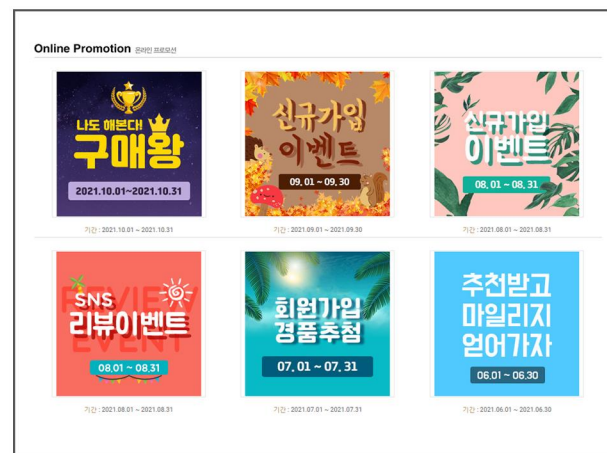 Online Promotion 온라인 프로모션
나도 해본다!
구매왕
2021.10.01~2021.10.31
기간 : 2021.10.01 ~ 2021.10.31
신규가입
이벤트
09. 01 ~ 09. 30
기간 : 2021.09.01 ~ 2021.09.30
신규가입
이벤트
08. 01 ~ 08. 31
기간 : 2021.08.01 ~ 2021.08.31
REVIEW
EVENT
SNS
리뷰이벤트
08.01 ~ 08.31
기간 : 2021.08.01 ~ 2021.08.31
회원가입
경품추첨
07. 01 ~ 07. 31
기간 : 2021.07.01 ~ 2021.07.31
추천받고
마일리지
얻어가자
06.01 ~ 06.30
기간 : 2021.06.01 ~ 2021.06.30